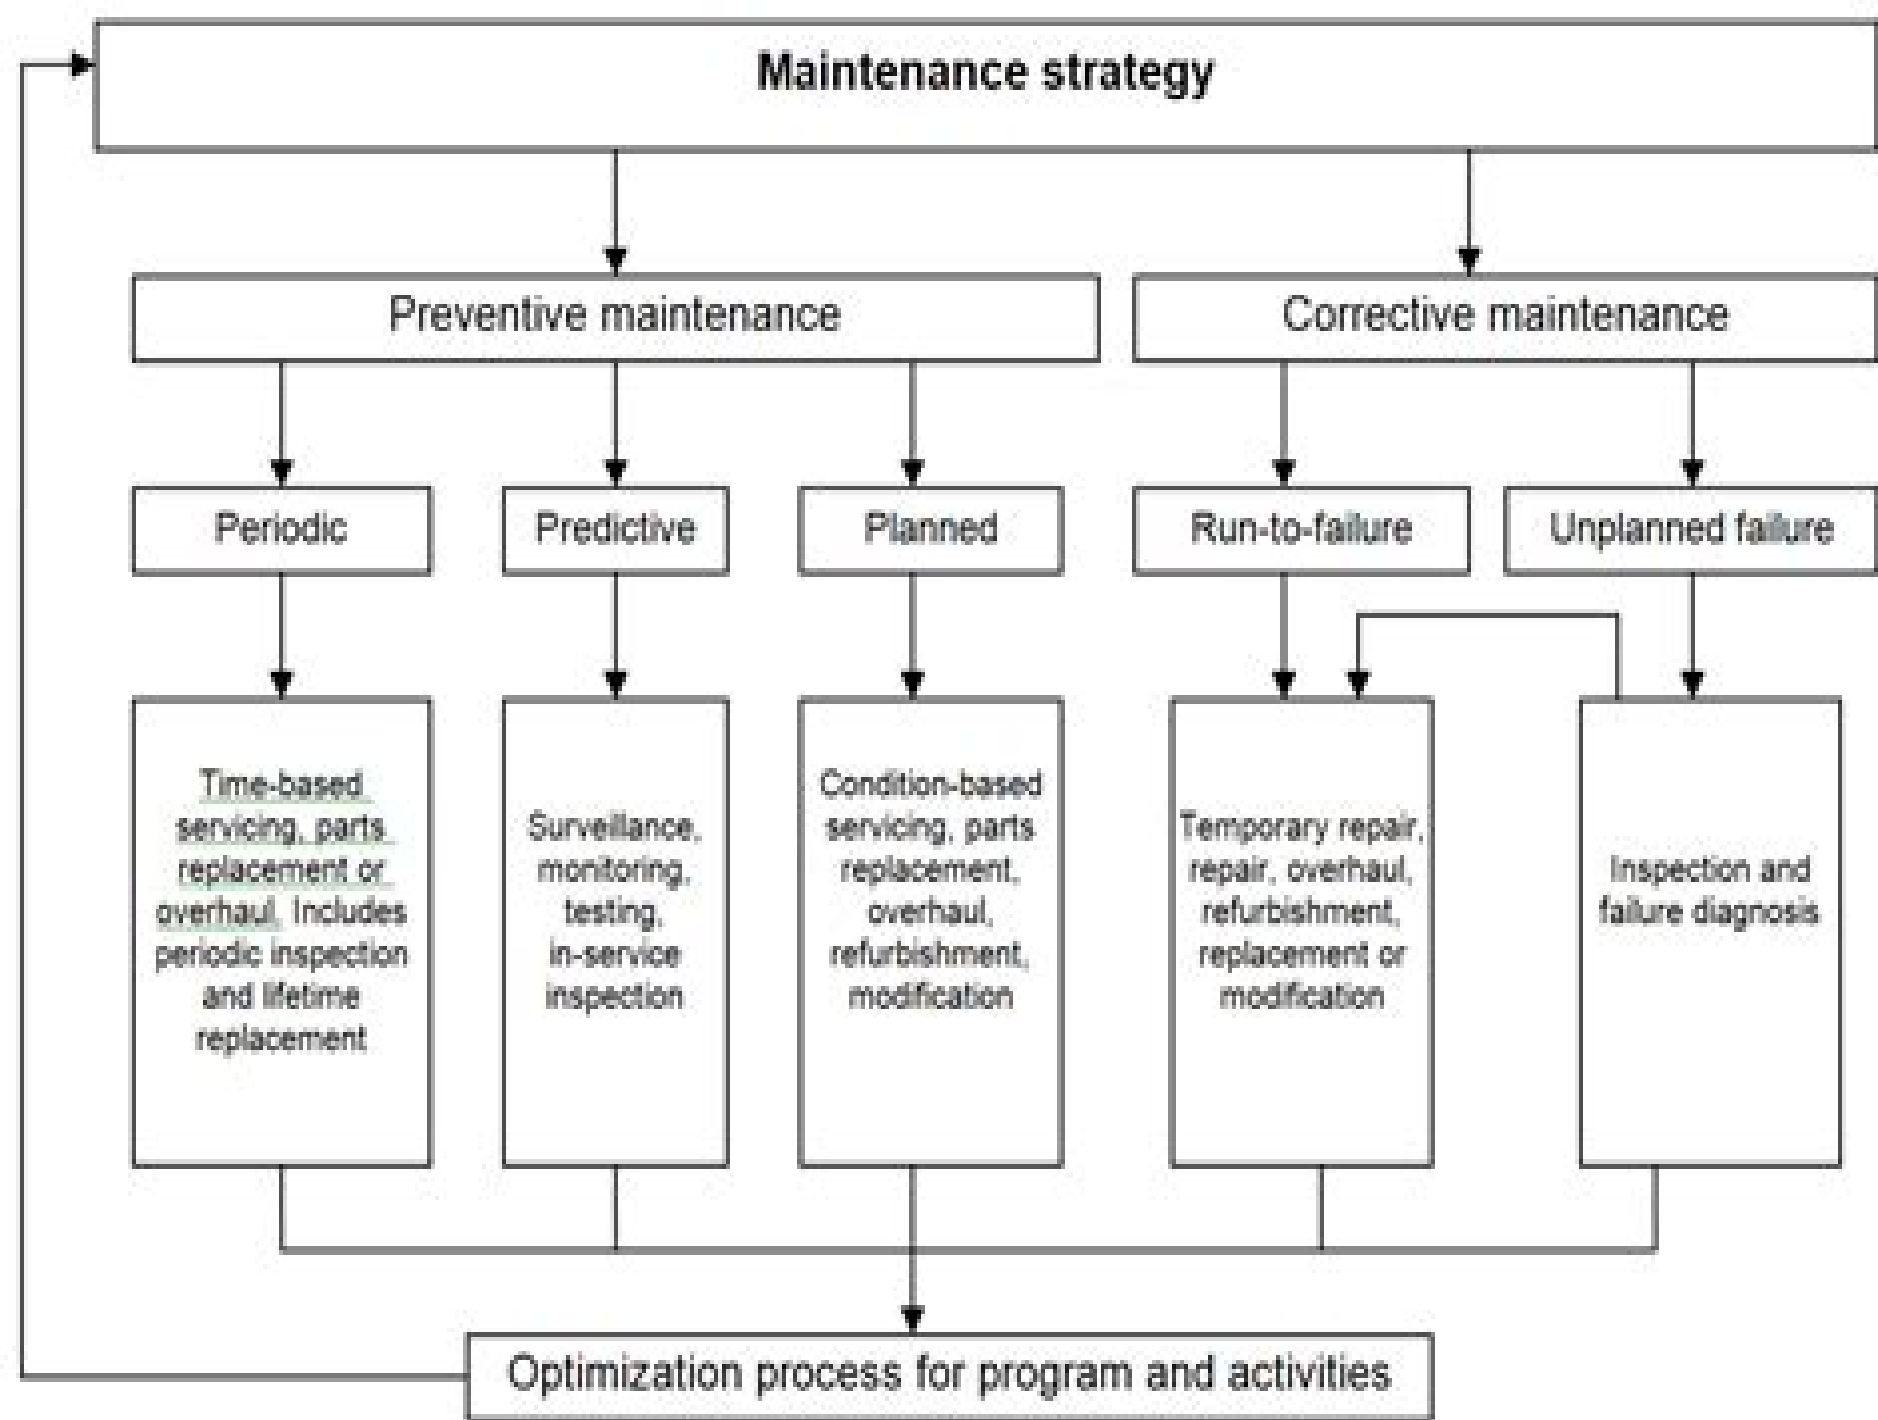 Maintenance strategy
Preventive maintenance
Corrective maintenance
Periodic
Predictive
Planned
Run-to-failure
Unplanned failure
Time-based
servicing, parts
replacement or
overhaul. Includes
periodic inspection
and lifetime
replacement
Surveillance,
monitoring,
testing,
in-service
inspection
Condition-based
servicing, parts
replacement,
overhaul,
refurbishment,
modification
Temporary repair,
repair, overhaul,
refurbishment,
replacement or
modification
Inspection and
failure diagnosis
Optimization process for program and activities